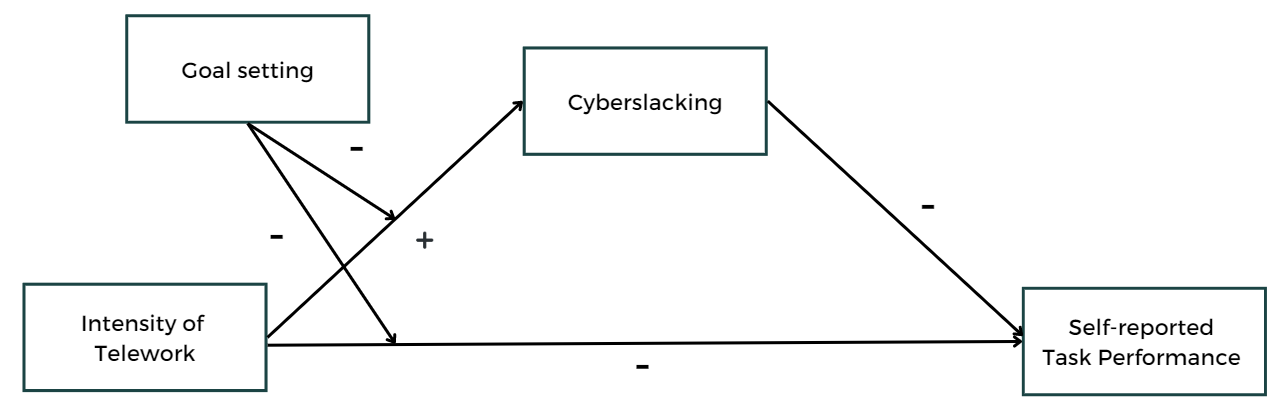 Goal setting
Cyberslacking
-
-
-
+
Intensity of
Telework
Self-reported
Task Performance
-